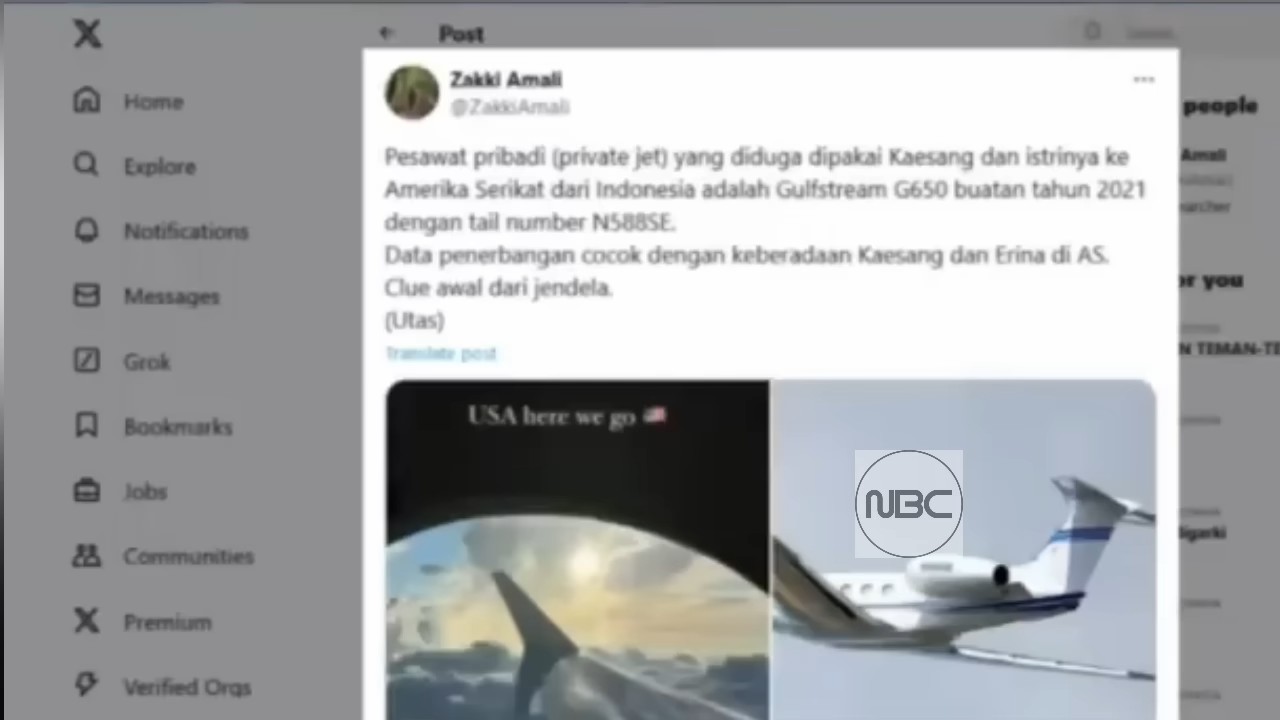 Post
Home
Explore
Notifications
Messages
Grok
Bookmarks
Jobs
Communities
Premium
Verified Orgs
Zakki Amali
@ZakkiAmali
Pesawat pribadi (private jet) yang diduga dipakai Kaesang dan istrinya ke
Amerika Serikat dari Indonesia adalah Gulfstream G650 buatan tahun 2021
dengan tail number N588SE.
Data penerbangan cocok dengan keberadaan Kaesang dan Erina di AS.
Clue awal dari jendela.
(Utas)
Translate post
USA here we go
NBC
people
Amali
or you
N TEMAN-TE